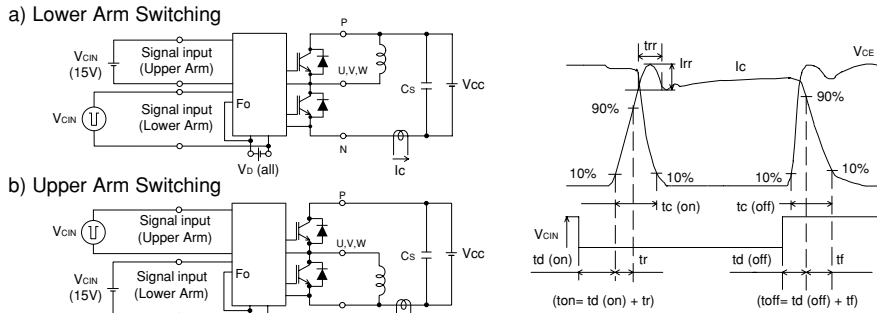 a) Lower Arm Switching
P
VCIN
(15V)
Signal input
(Upper Arm)
U,V,W
CS
VCC
Fo
Signal input
(Lower Arm)
VCIN
N
VD (all)
Ic
b) Upper Arm Switching
P
VCIN
Signal input
(Upper Arm)
U,V,W
CS
VCC
Fo
VCIN
(15V)
Signal input
(Lower Arm)
N
trr
Irr
Ic
VCE
90%
90%
10%
10%
10%
10%
tc (on)
tc (off)
VCIN
td (on)
tr
td (off)
tf
(ton= td (on) + tr)
(toff= td (off) + tf)